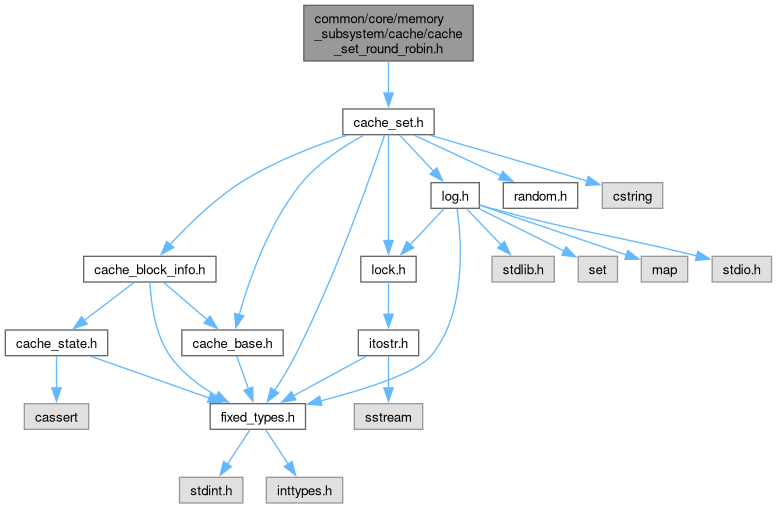 common/core/memory
_subsystem/cache/cache
_set_round_robin.h
cache_set.h
log.h
random.h
cstring
cache_block_info.h
lock.h
stdlib.h
set
map
stdio.h
cache_state.h
cache_base.h
itostr.h
cassert
fixed_types.h
sstream
stdint.h
inttypes.h